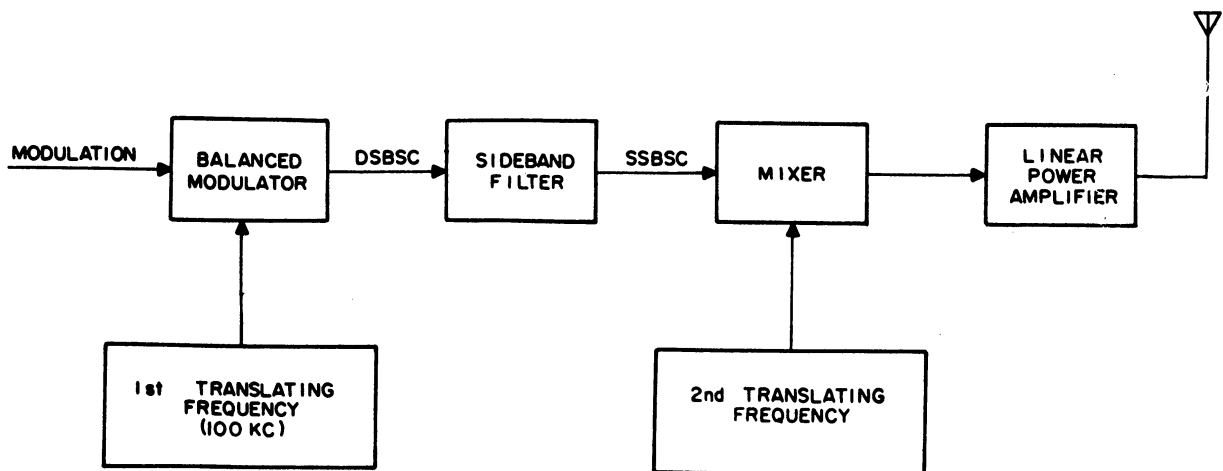 MODULATION
BALANCED
MODULATOR
DSBSC
SIDEBAND
FILTER
SSBSC
MIXER
LINEAR
POWER
AMPLIFIER
1st TRANSLATING
FREQUENCY
(100 KC)
2nd TRANSLATING
FREQUENCY